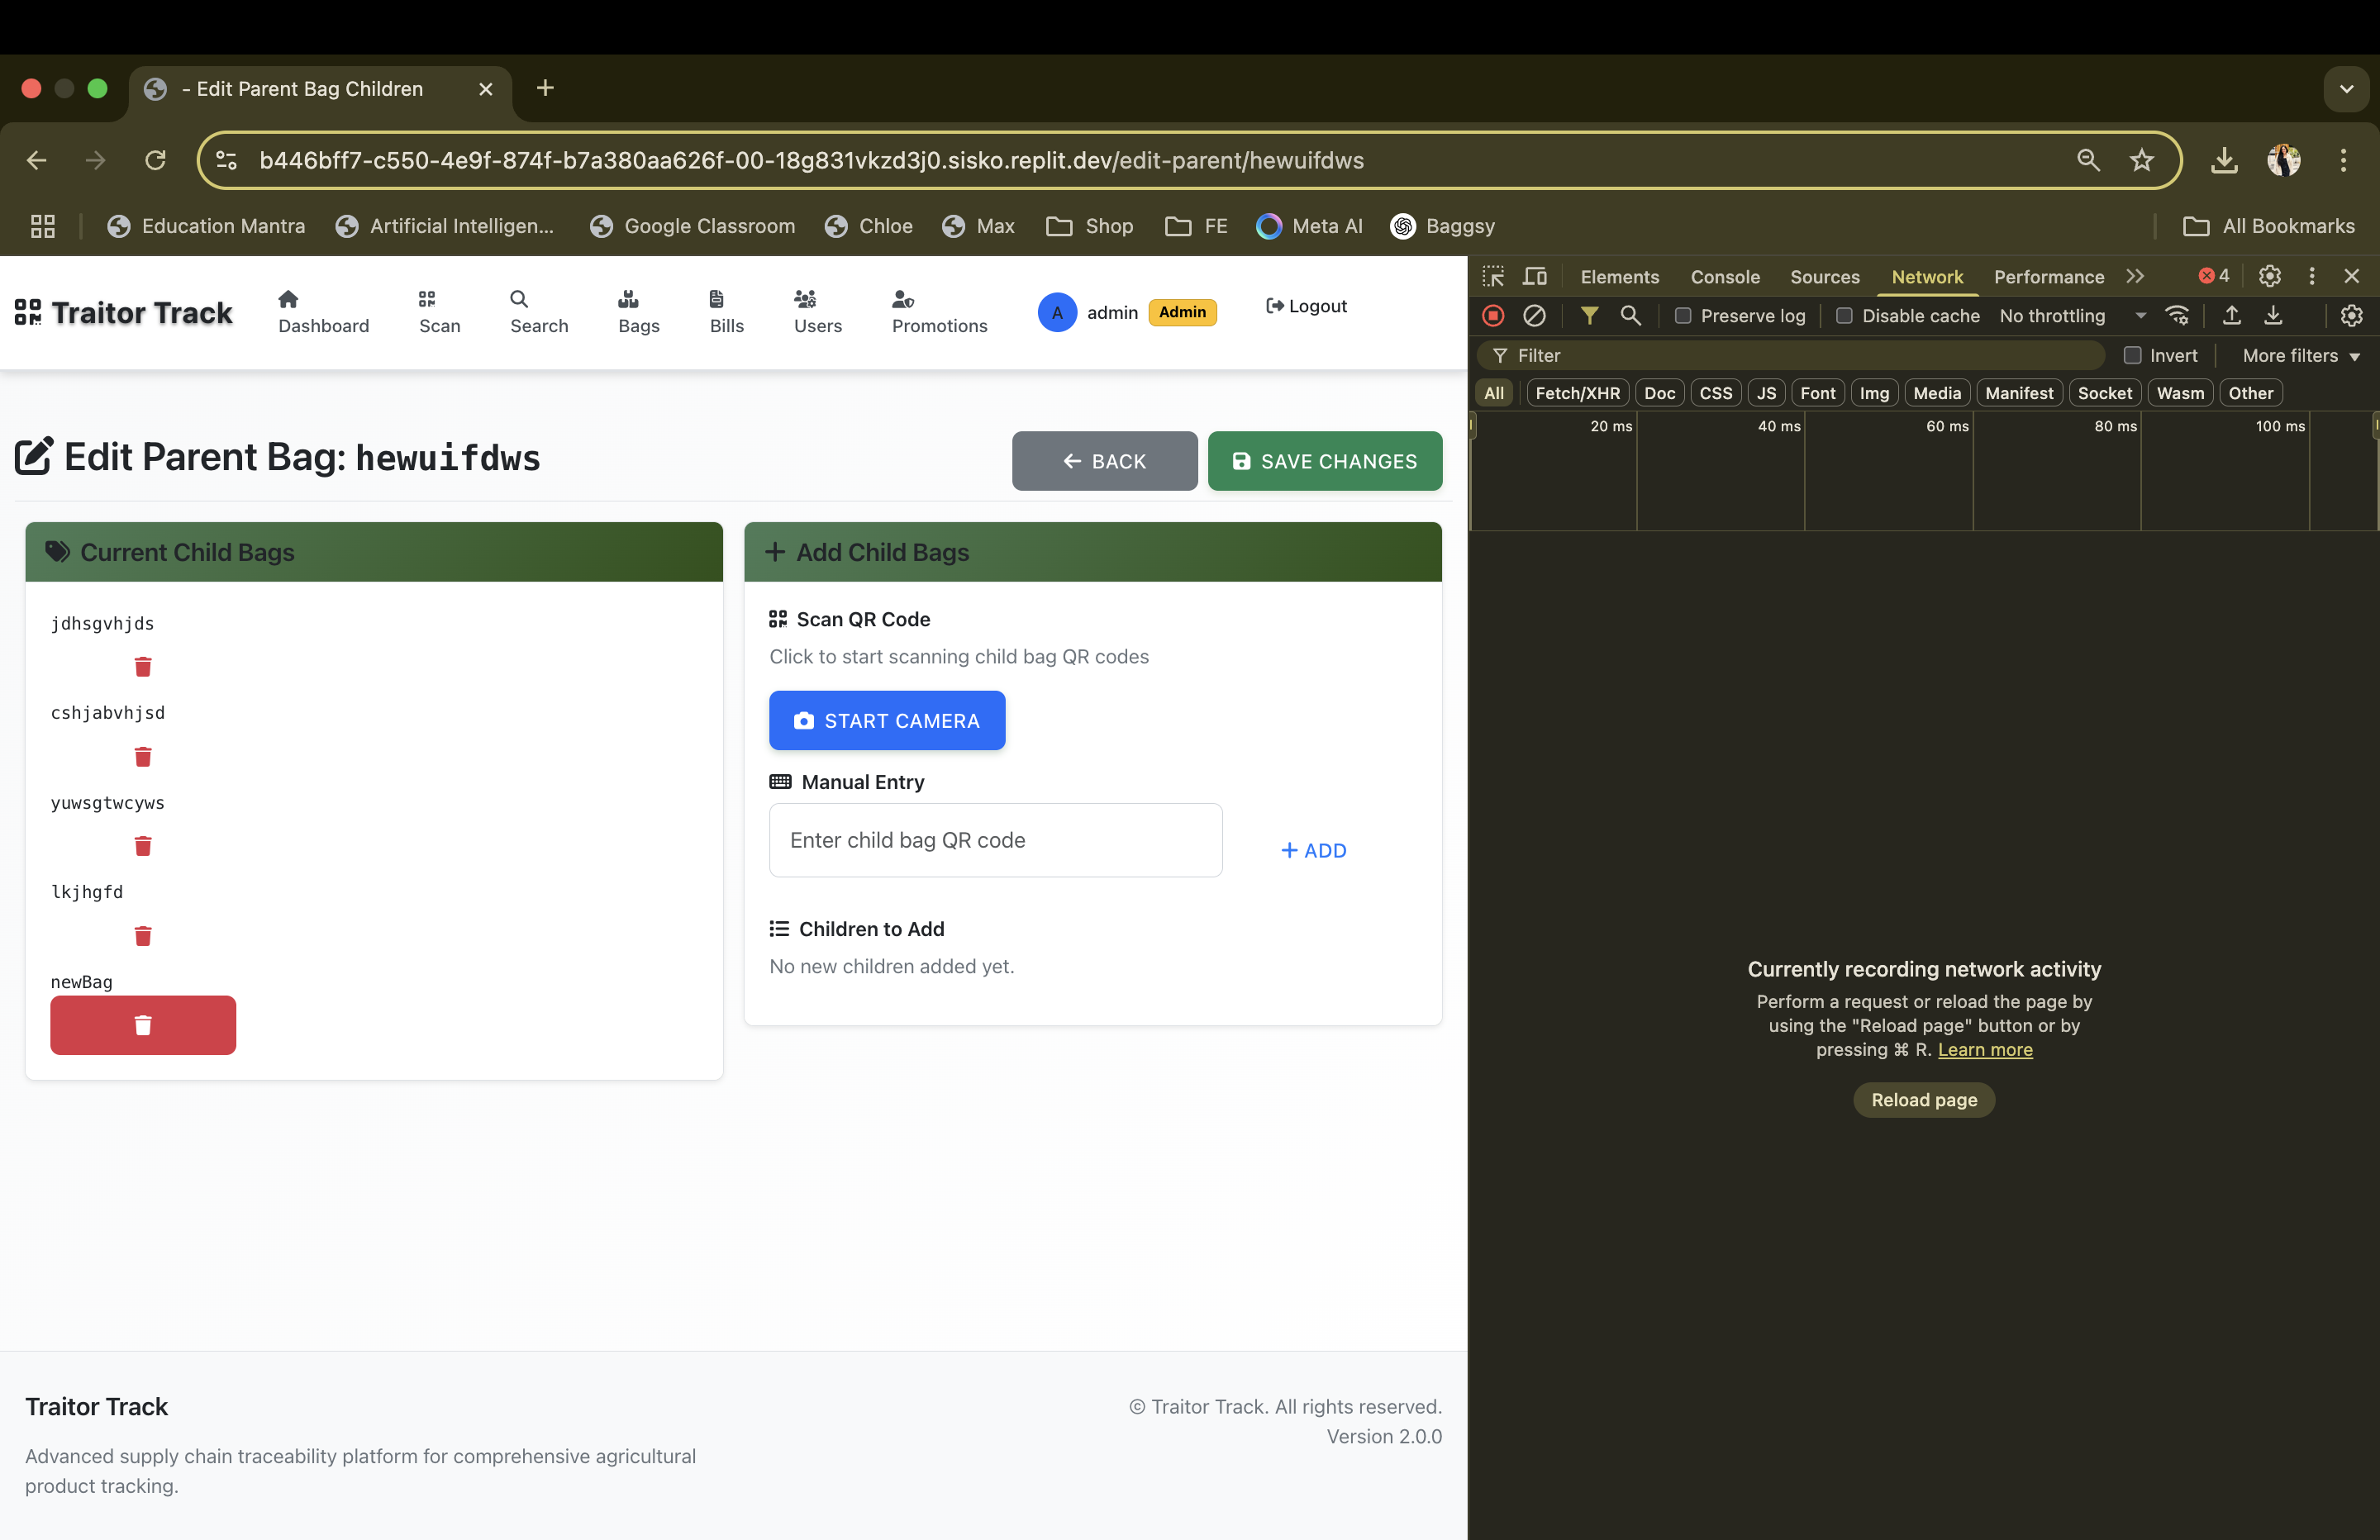 - Edit Parent Bag Children
b446bff7-c550-4e9f-874f-b7a380aa626f-00-18g831vkzd3j0.sisko.replit.dev/edit-parent/hewuifdws
Education Mantra Artificial Intelligen... Google Classroom Chloe Max Shop FE Meta AI Baggsy All Bookmarks
Traitor Track
Dashboard Scan Search Bags Bills Users Promotions
A admin Admin
Logout
Edit Parent Bag: hewuifdws
BACK
SAVE CHANGES
Current Child Bags
jdhsgvhjds
cshjabvhjsd
yuwsgtwcyws
lkjhgfd
newBag
Add Child Bags
Scan QR Code
Click to start scanning child bag QR codes
START CAMERA
Manual Entry
Enter child bag QR code
+ ADD
Children to Add
No new children added yet.
Traitor Track
Advanced supply chain traceability platform for comprehensive agricultural
product tracking.
© Traitor Track. All rights reserved.
Version 2.0.0
Elements Console Sources Network Performance 4
Preserve log Disable cache No throttling
Filter Invert More filters
All Fetch/XHR Doc CSS JS Font Img Media Manifest Socket Wasm Other
20 ms 40 ms 60 ms 80 ms 100 ms
Currently recording network activity
Perform a request or reload the page by
using the "Reload page" button or by
pressing ⌘ R. Learn more
Reload page